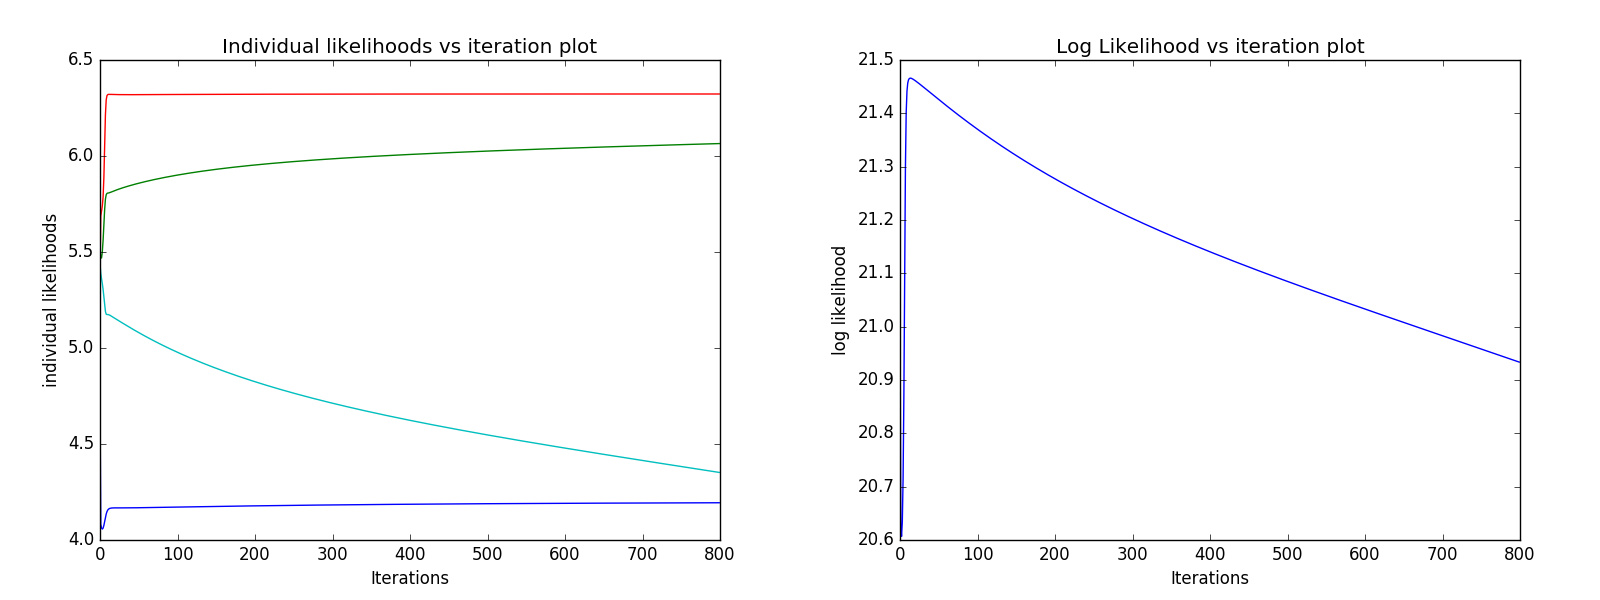 Individual likelihoods vs iteration plot
6.5
6.0
5.5
5.0
4.5
4.0
individual likelihoods
0 100 200 300 400 500 600 700 800
Iterations
Log Likelihood vs iteration plot
21.5
21.4
21.3
21.2
21.1
21.0
20.9
20.8
20.7
20.6
log likelihood
0 100 200 300 400 500 600 700 800
Iterations